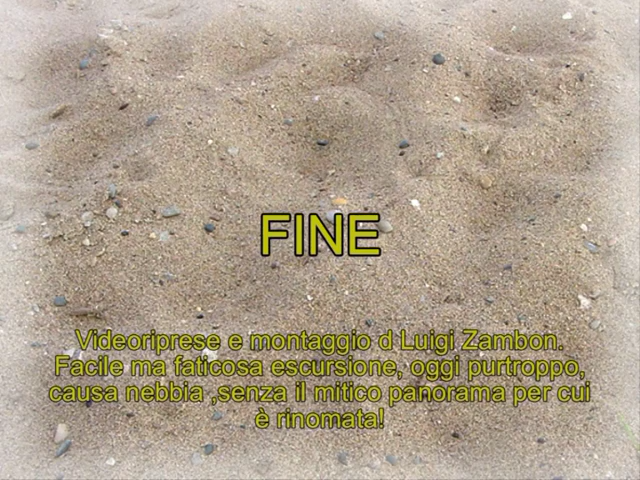 FINE
Videoriprese e montaggio d Luigi Zambon.
Facile ma faticosa escursione, oggi purtroppo,
causa nebbia ,senza il mitico panorama per cui
è rinomata!